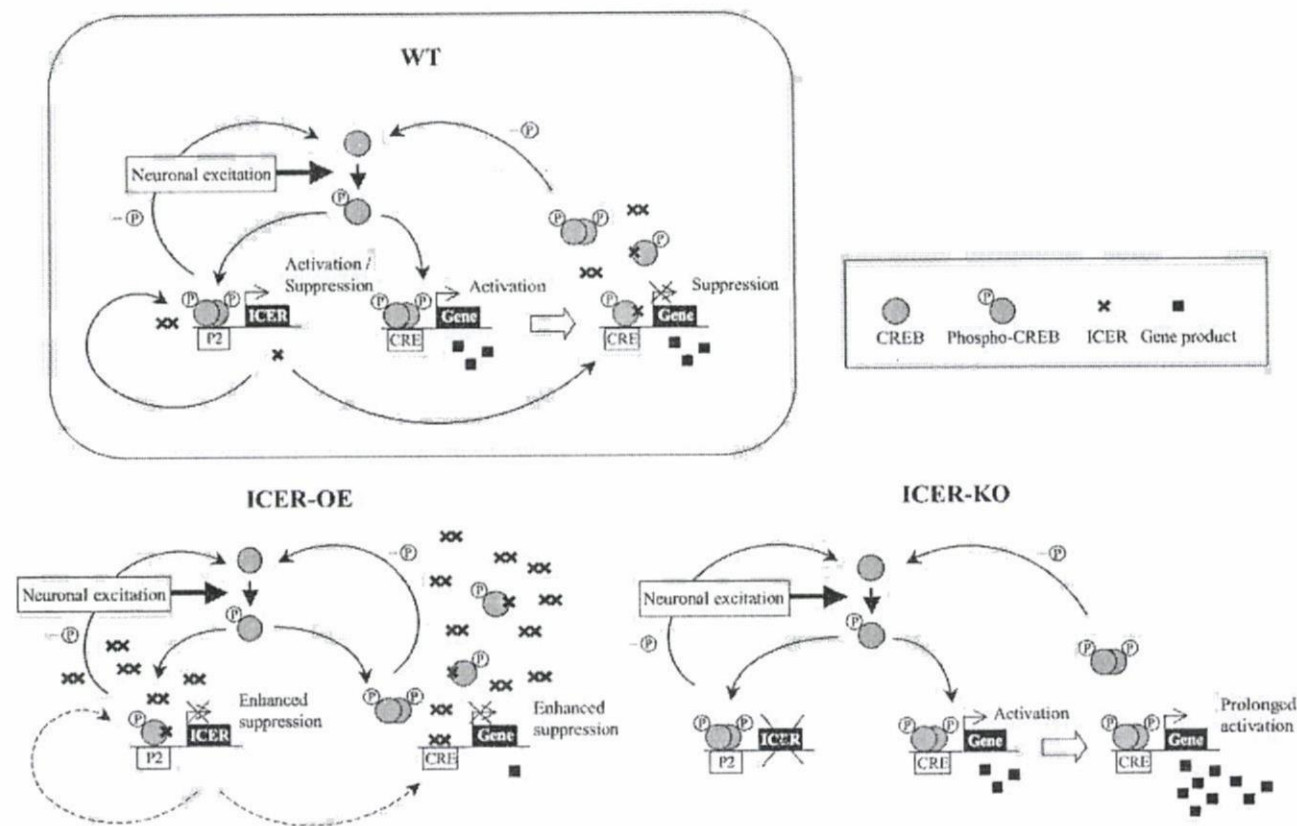 WT
–Ⓟ
Neuronal excitation
P
P P
–Ⓟ
P
Activation /
Suppression
Activation
Suppression
P P
P P
P
ICER
Gene
Gene
P2
CRE
CRE
CREB
P
Phospho-CREB
ICER
Gene product
ICER-OE
–Ⓟ
Neuronal excitation
P
P
–Ⓟ
P
P P
P
Enhanced
suppression
Enhanced
suppression
ICER
Gene
P2
CRE
ICER-KO
–Ⓟ
Neuronal excitation
P
–Ⓟ
P P
Activation
Prolonged
activation
P P
P P
P P
ICER
Gene
Gene
P2
CRE
CRE